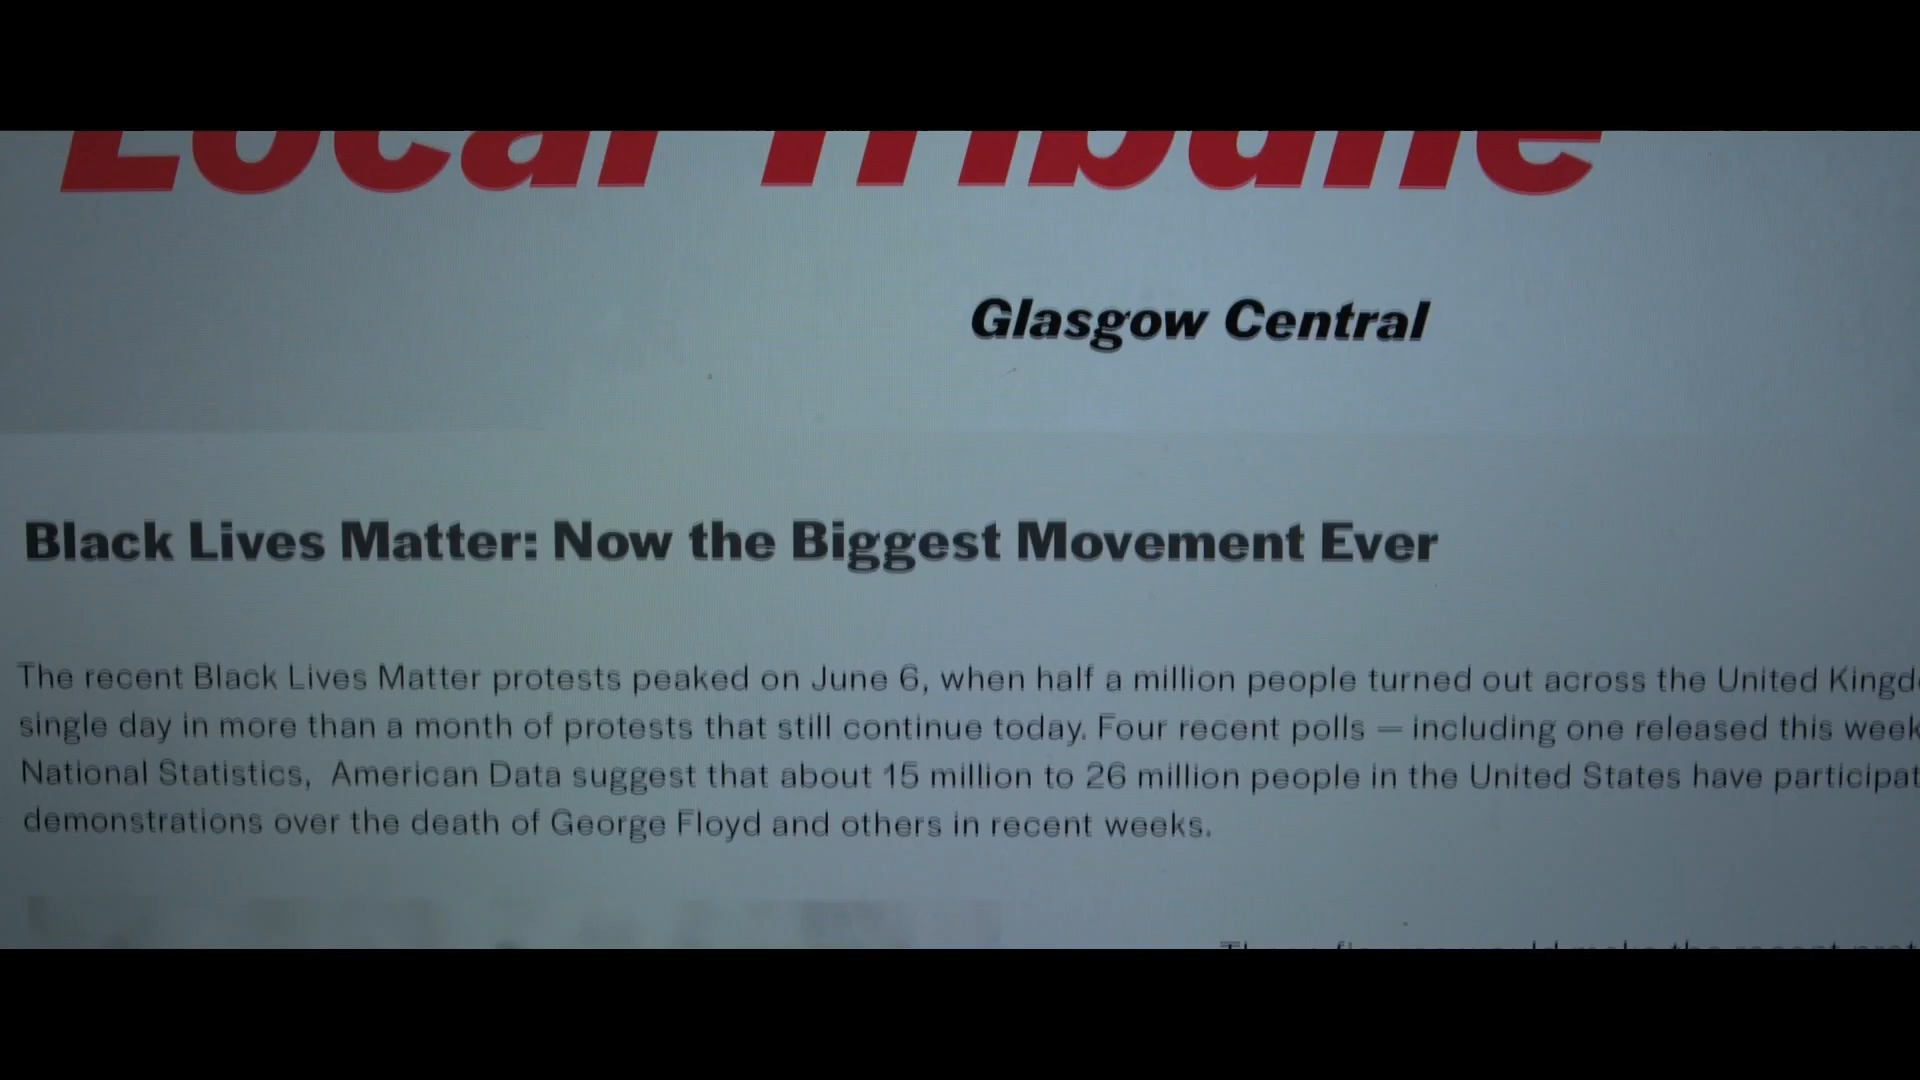 Local Tribune
Glasgow Central
Black Lives Matter: Now the Biggest Movement Ever
The recent Black Lives Matter protests peaked on June 6, when half a million people turned out across the United Kingd
single day in more than a month of protests that still continue today. Four recent polls — including one released this week
National Statistics, American Data suggest that about 15 million to 26 million people in the United States have participat
demonstrations over the death of George Floyd and others in recent weeks.